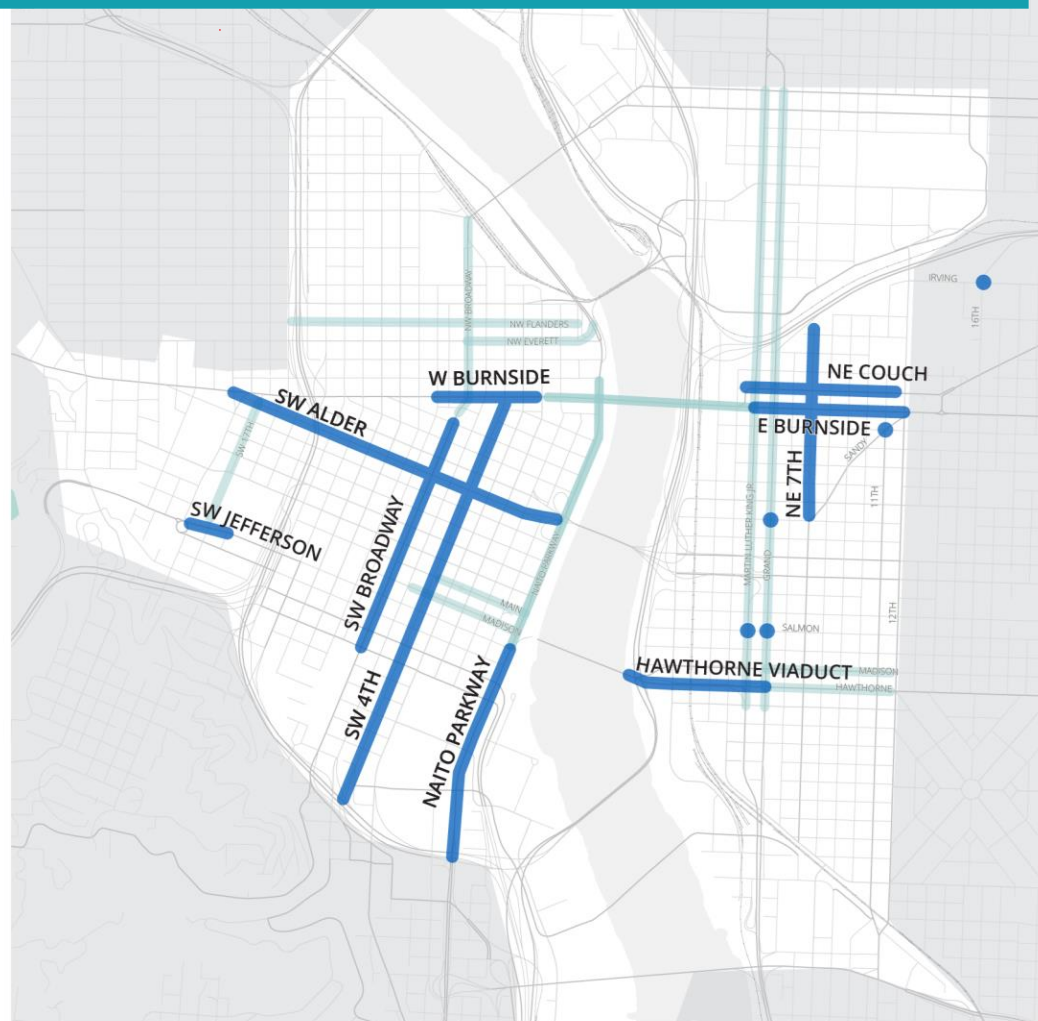 IRVING
16TH
NW BROADWAY
NW FLANDERS
NW EVERETT
W BURNSIDE
NE COUCH
SW ALDER
E BURNSIDE
SANDY
SW 17TH
NE 7TH
11TH
SW JEFFERSON
SW BROADWAY
NAITO PARKWAY
MARTIN LUTHER KING JR.
GRAND
MAIN
MADISON
12TH
SALMON
HAWTHORNE VIADUCT
MADISON
HAWTHORNE
SW 4TH
NAITO PARKWAY